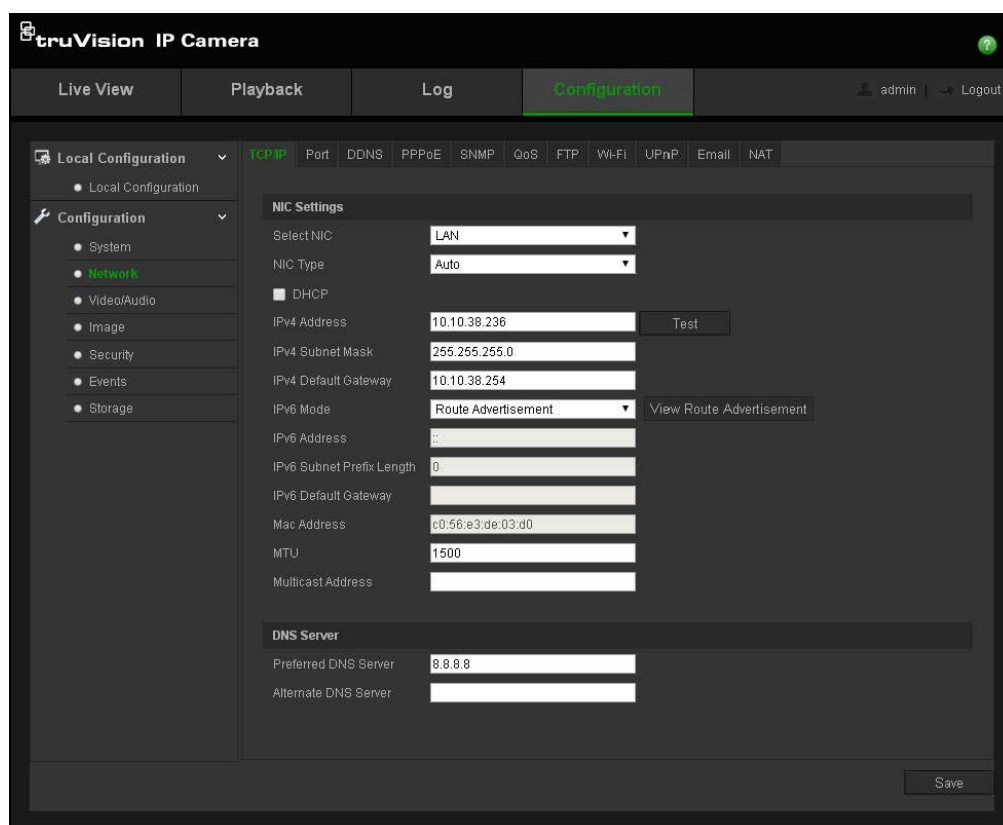 truVision IP Camera
?
Live View Playback Log Configuration admin | Logout
Local Configuration
Local Configuration
Configuration
System
Network
Video/Audio
Image
Security
Events
Storage
TCP/IP Port DDNS PPPoE SNMP QoS FTP Wi-Fi UPnP Email NAT
NIC Settings
Select NIC LAN
NIC Type Auto
DHCP
IPv4 Address 10.10.38.236 Test
IPv4 Subnet Mask 255.255.255.0
IPv4 Default Gateway 10.10.38.254
IPv6 Mode Route Advertisement View Route Advertisement
IPv6 Address ::
IPv6 Subnet Prefix Length 0
IPv6 Default Gateway
Mac Address c0:56:e3:de:03:d0
MTU 1500
Multicast Address
DNS Server
Preferred DNS Server 8.8.8.8
Alternate DNS Server
Save